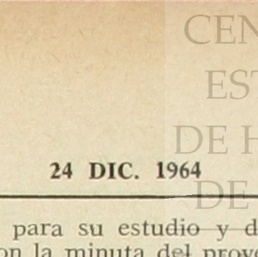 CEN
EST
DE H
24 DIC. 1964
DE
para su estudio y d
on la minuta del prove